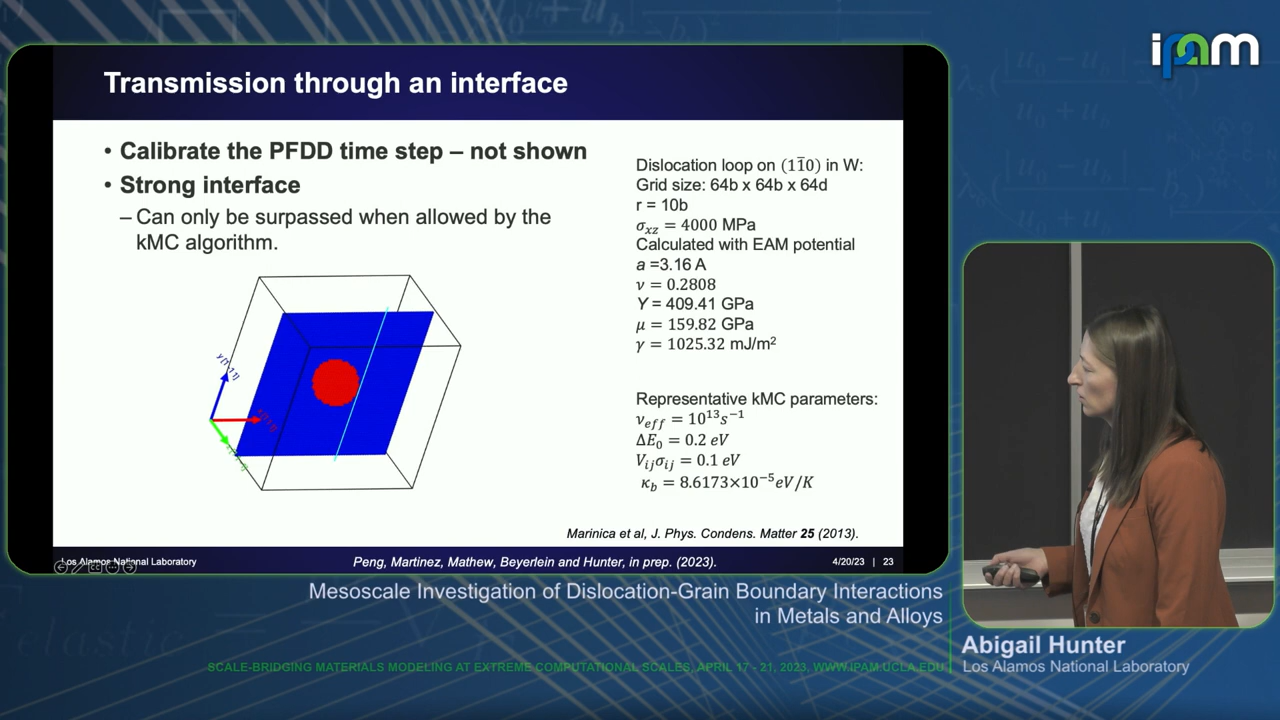 ipam
Transmission through an interface
• Calibrate the PFDD time step – not shown
• Strong interface
– Can only be surpassed when allowed by the
kMC algorithm.
Dislocation loop on (11̄0) in W:
Grid size: 64b x 64b x 64d
r = 10b
σxz = 4000 MPa
Calculated with EAM potential
a =3.16 A
ν = 0.2808
Y = 409.41 GPa
μ = 159.82 GPa
γ = 1025.32 mJ/m²
Representative kMC parameters:
νeff = 10¹³s⁻¹
ΔE₀ = 0.2 eV
Vijσij = 0.1 eV
κb = 8.6173×10⁻⁵eV/K
Marinica et al, J. Phys. Condens. Matter 25 (2013).
Los Alamos National Laboratory
Peng, Martinez, Mathew, Beyerlein and Hunter, in prep. (2023).
4/20/23 | 23
Mesoscale Investigation of Dislocation-Grain Boundary Interactions
in Metals and Alloys
Abigail Hunter
Los Alamos National Laboratory
SCALE-BRIDGING MATERIALS MODELING AT EXTREME COMPUTATIONAL SCALES, APRIL 17 - 21, 2023, WWW.IPAM.UCLA.EDU
elastic